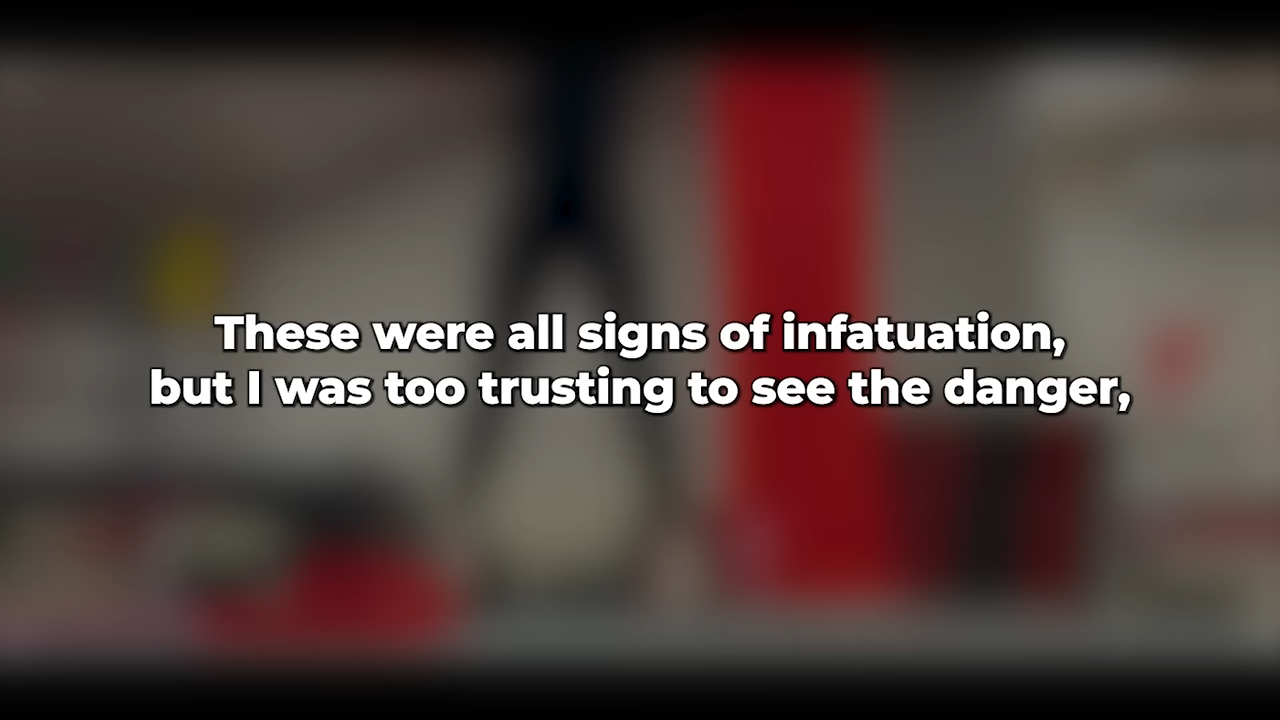 These were all signs of infatuation,
but I was too trusting to see the danger,